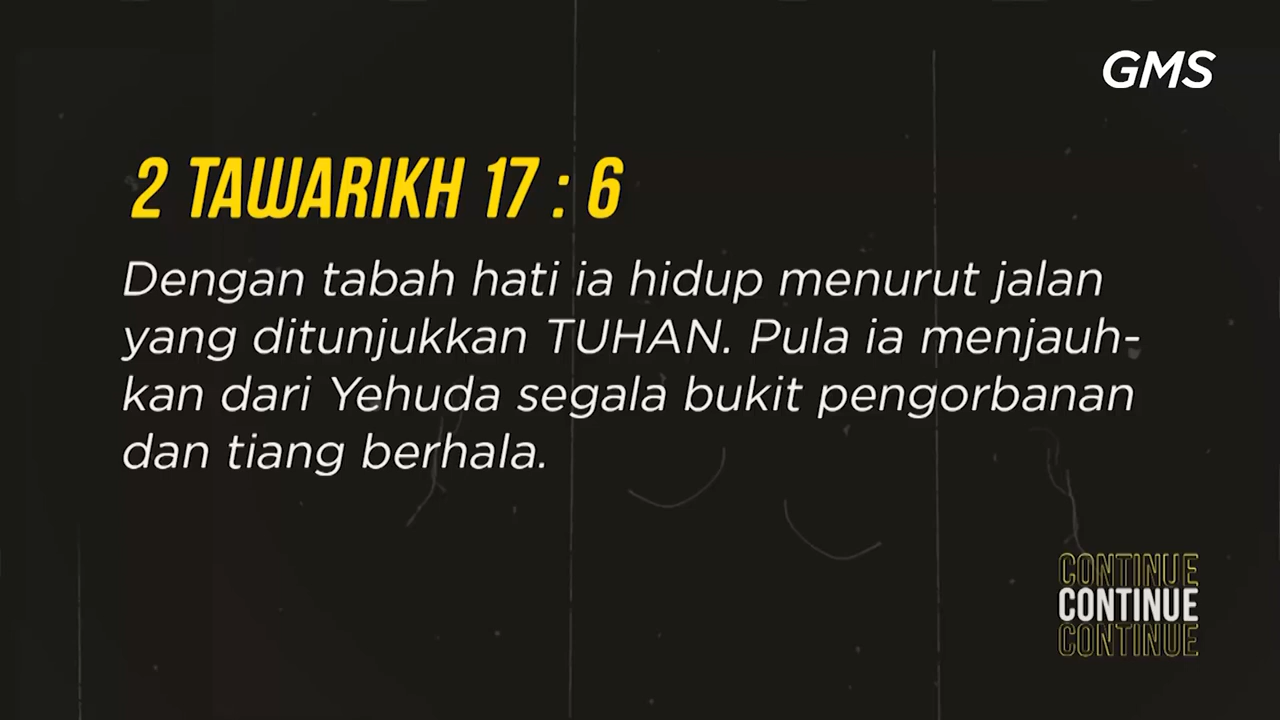 GMS
2 TAWARIKH 17 : 6
Dengan tabah hati ia hidup menurut jalan
yang ditunjukkan TUHAN. Pula ia menjauh-
kan dari Yehuda segala bukit pengorbanan
dan tiang berhala.
CONTINUE
CONTINUE
CONTINUE